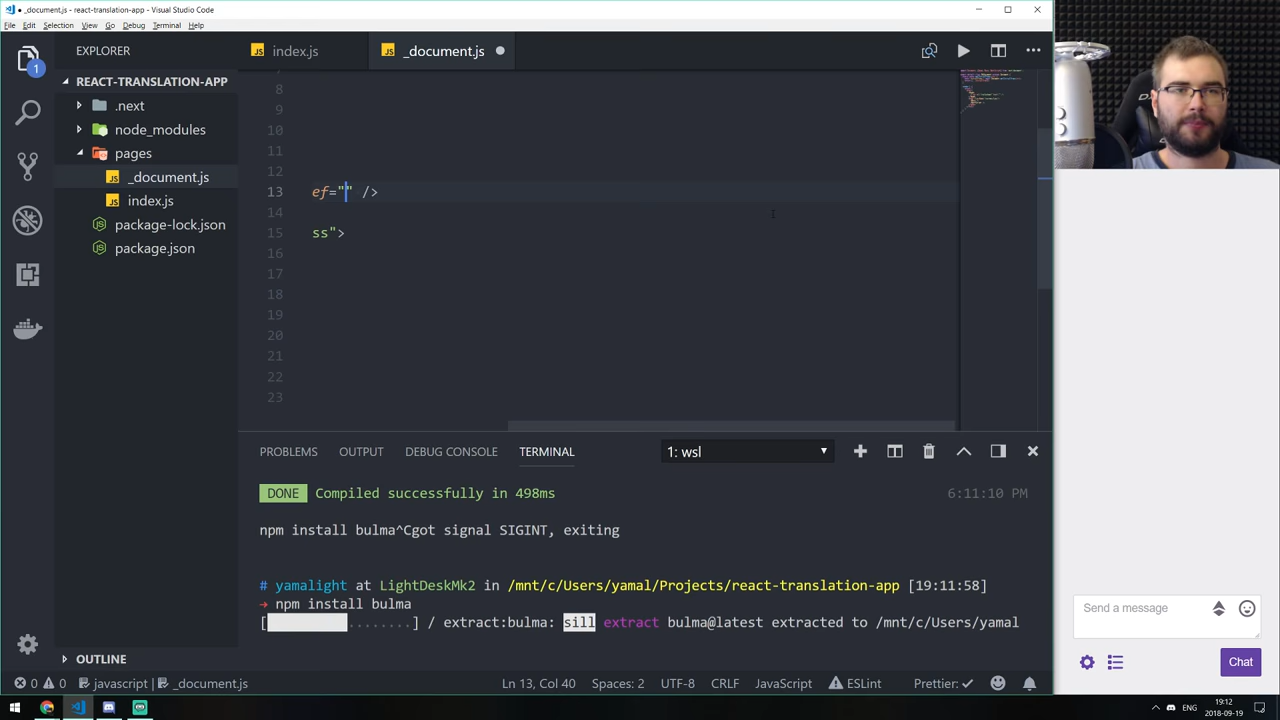 _document.js - react-translation-app - Visual Studio Code
File Edit Selection View Go Debug Terminal Help
EXPLORER
index.js
_document.js
1
REACT-TRANSLATION-APP
.next
node_modules
pages
_document.js
index.js
package-lock.json
package.json
8
9
10
11
12
13 ef="" />
14
15 ss">
16
17
18
19
20
21
22
23
PROBLEMS OUTPUT DEBUG CONSOLE TERMINAL 1: wsl
DONE Compiled successfully in 498ms 6:11:10 PM
npm install bulma^Cgot signal SIGINT, exiting
# yamalight at LightDeskMk2 in /mnt/c/Users/yamal/Projects/react-translation-app [19:11:58]
→ npm install bulma
[ ........] / extract:bulma: sill extract bulma@latest extracted to /mnt/c/Users/yamal
OUTLINE
0 0 javascript | _document.js Ln 13, Col 40 Spaces: 2 UTF-8 CRLF JavaScript ESLint Prettier: ✓
Send a message
Chat
ENG
19:12
2018-09-19